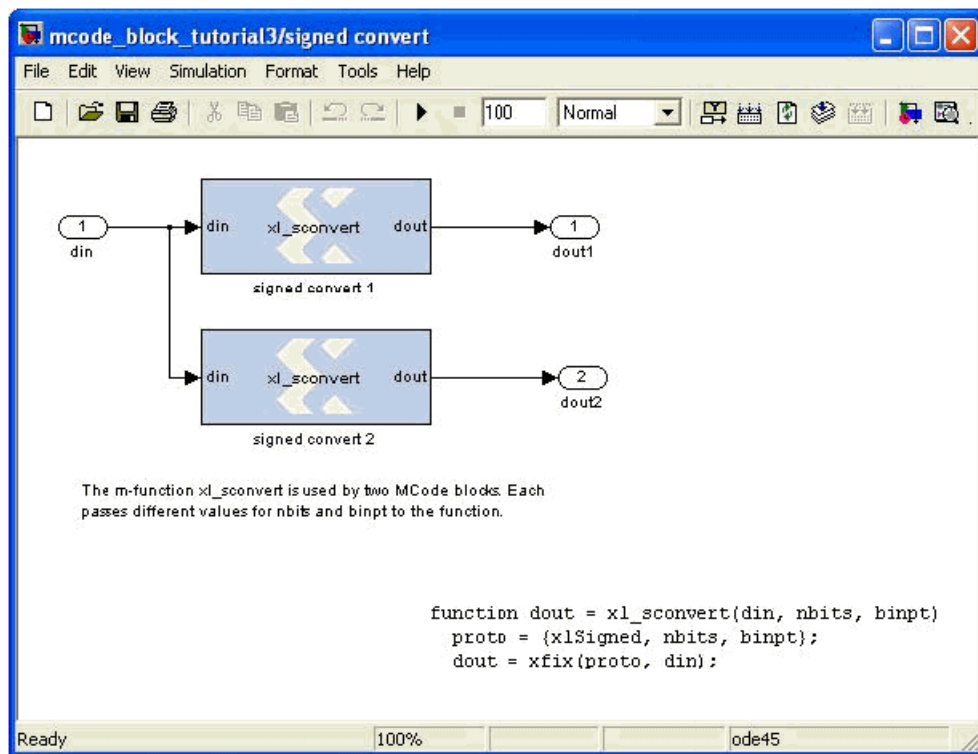 mcode_block_tutorial3/signed convert
File Edit View Simulation Format Tools Help
100 Normal
1
din
din xl_sconvert dout
signed convert 1
1
dout1
din xl_sconvert dout
signed convert 2
2
dout2
The m-function xl_sconvert is used by two MCode blocks. Each
passes different values for nbits and binpt to the function.
function dout = xl_sconvert(din, nbits, binpt)
proto = {xlSigned, nbits, binpt};
dout = xfix(proto, din);
Ready 100% ode45